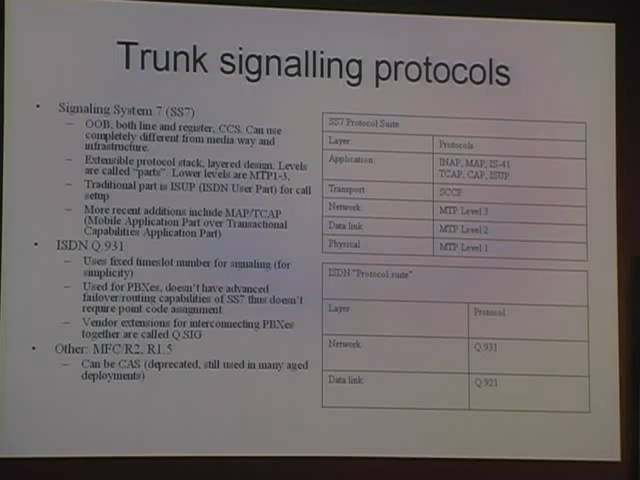 Trunk signalling protocols
• Signaling System 7 (SS7)
– OOB, both line and register, CCS. Can use
completely different from media way and
infrastructure.
– Extensible protocol stack, layered design. Levels
are called "parts". Lower levels are MTP1-3,
– Traditional part is ISUP (ISDN User Part) for call
setup
– More recent additions include MAP/TCAP
(Mobile Application Part over Transactional
Capabilities Application Part)
• ISDN Q.931
– Uses fixed timeslot number for signaling (for
simplicity)
– Used for PBXes, doesn't have advanced
failover/routing capabilities of SS7 thus doesn't
require point code assignment
– Vendor extensions for interconnecting PBXes
together are called Q.SIG
• Other: MFC/R2, R1.5
– Can be CAS (deprecated, still used in many aged
deployments)
SS7 Protocol Suite
Layer Protocols
Application INAP, MAP, IS-41
TCAP, CAP, ISUP
Transport SCCP
Network MTP Level 3
Data link MTP Level 2
Physical MTP Level 1
ISDN "Protocol suite"
Layer Protocol
Network Q.931
Data link Q.921